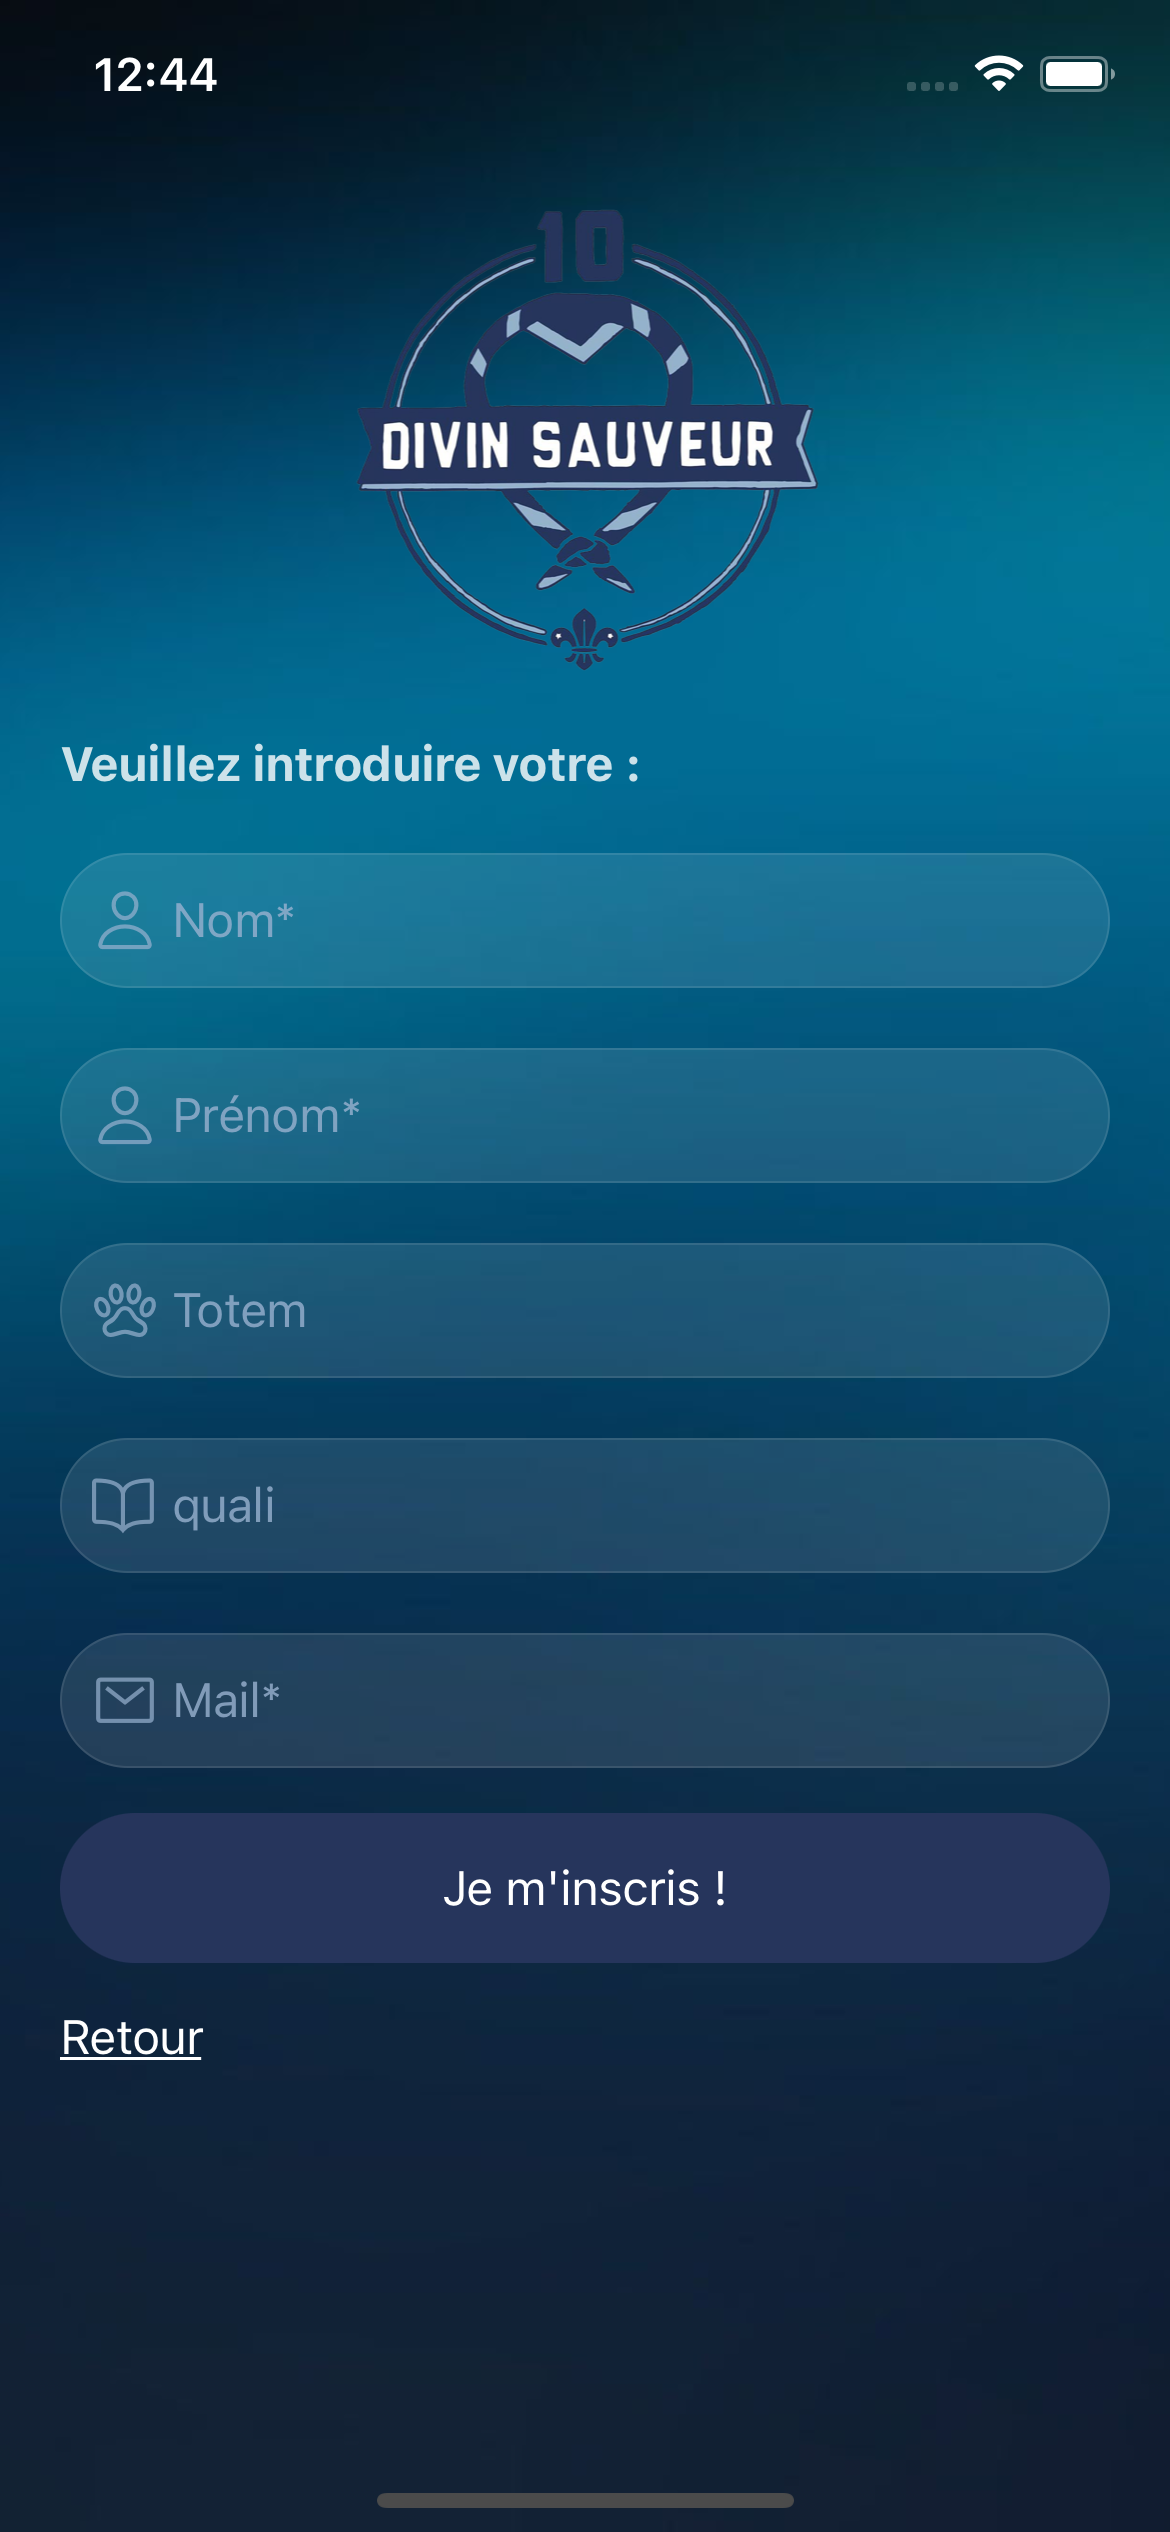 12:44
10
DIVIN SAUVEUR
Veuillez introduire votre :
Nom*
Prénom*
Totem
quali
Mail*
Je m'inscris !
Retour